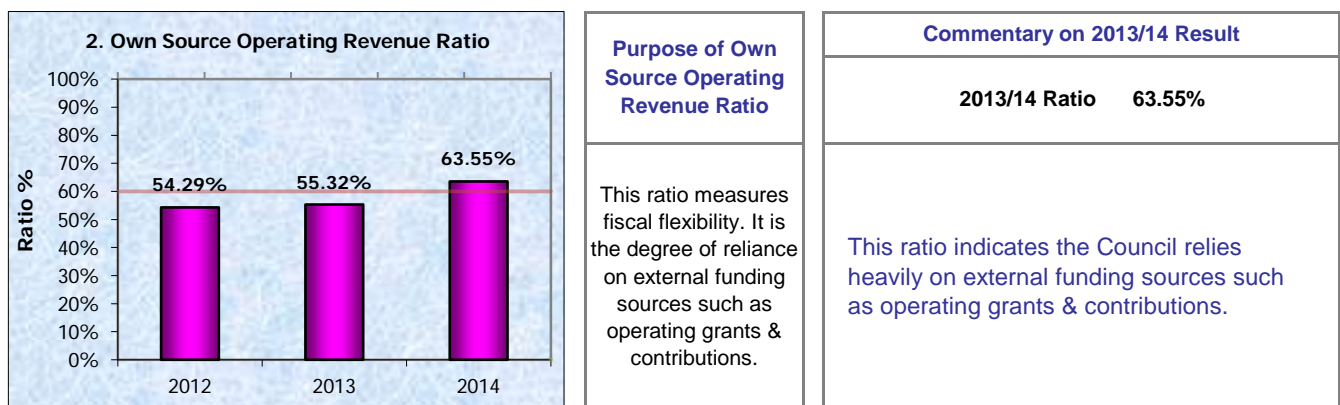 2. Own Source Operating Revenue Ratio
100%
90%
80%
70%
60%
50%
40%
30%
20%
10%
0%
Ratio %
54.29%
55.32%
63.55%
2012
2013
2014
Purpose of Own
Source Operating
Revenue Ratio
This ratio measures
fiscal flexibility. It is
the degree of reliance
on external funding
sources such as
operating grants &
contributions.
Commentary on 2013/14 Result
2013/14 Ratio 63.55%
This ratio indicates the Council relies
heavily on external funding sources such
as operating grants & contributions.